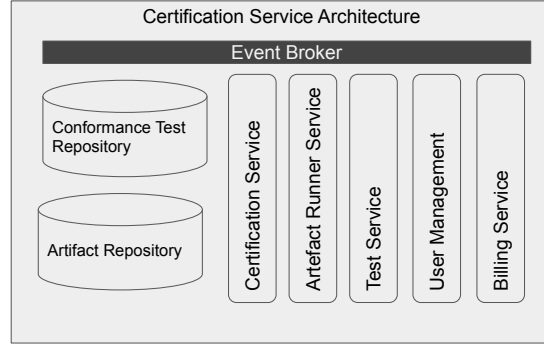 Certification Service Architecture
Event Broker
Conformance Test
Repository
Artifact Repository
Certification Service
Artefact Runner Service
Test Service
User Management
Billing Service